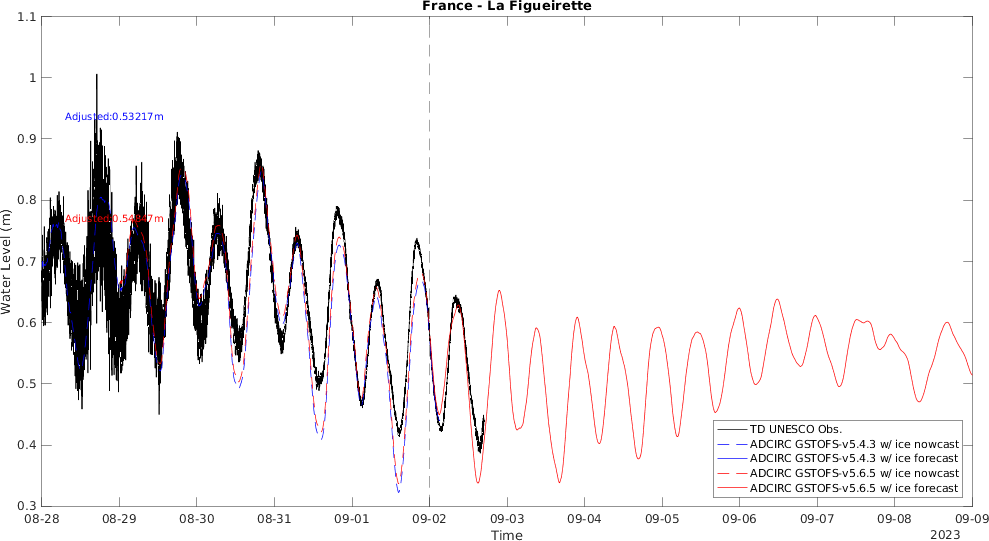 France - La Figueirette
1.1
1
0.9
0.8
0.7
0.6
0.5
0.4
0.3
Water Level (m)
Adjusted:0.53217m
TD UNESCO Obs.
ADCIRC GSTOFS-v5.4.3 w/ ice nowcast
ADCIRC GSTOFS-v5.4.3 w/ ice forecast
ADCIRC GSTOFS-v5.6.5 w/ ice nowcast
ADCIRC GSTOFS-v5.6.5 w/ ice forecast
08-28 08-29 08-30 08-31 09-01 09-02 09-03 09-04 09-05 09-06 09-07 09-08 09-09
Time
2023